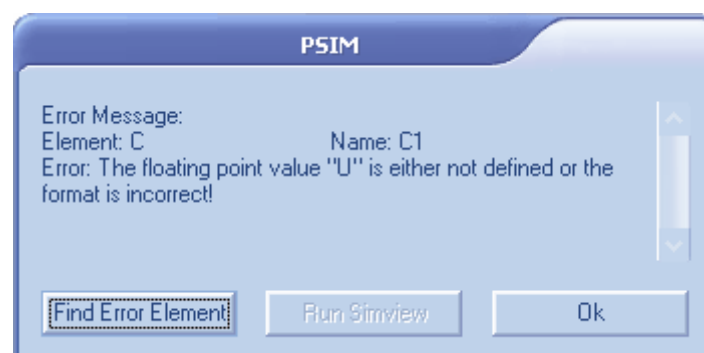 PSIM
Error Message:
Element: C Name: C1
Error: The floating point value "U" is either not defined or the
format is incorrect!
Find Error Element Run Simview Ok